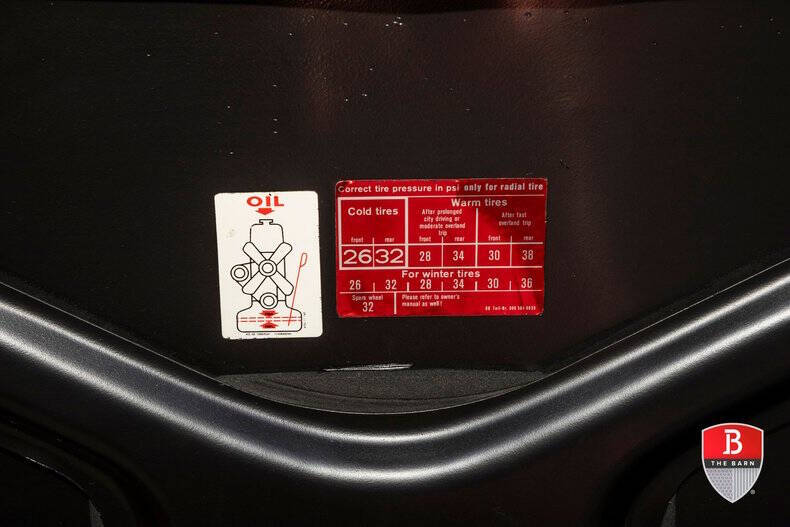 OIL
Correct tire pressure in psi only for radial tire
Cold tires
Warm tires
After prolonged
city driving or
moderate overland
trip
After fast
overland trip
front rear front rear front rear
26 32 28 34 30 38
For winter tires
26 32 28 34 30 36
Spare wheel
32
Please refer to owner's
manual as well!
B
THE BARN